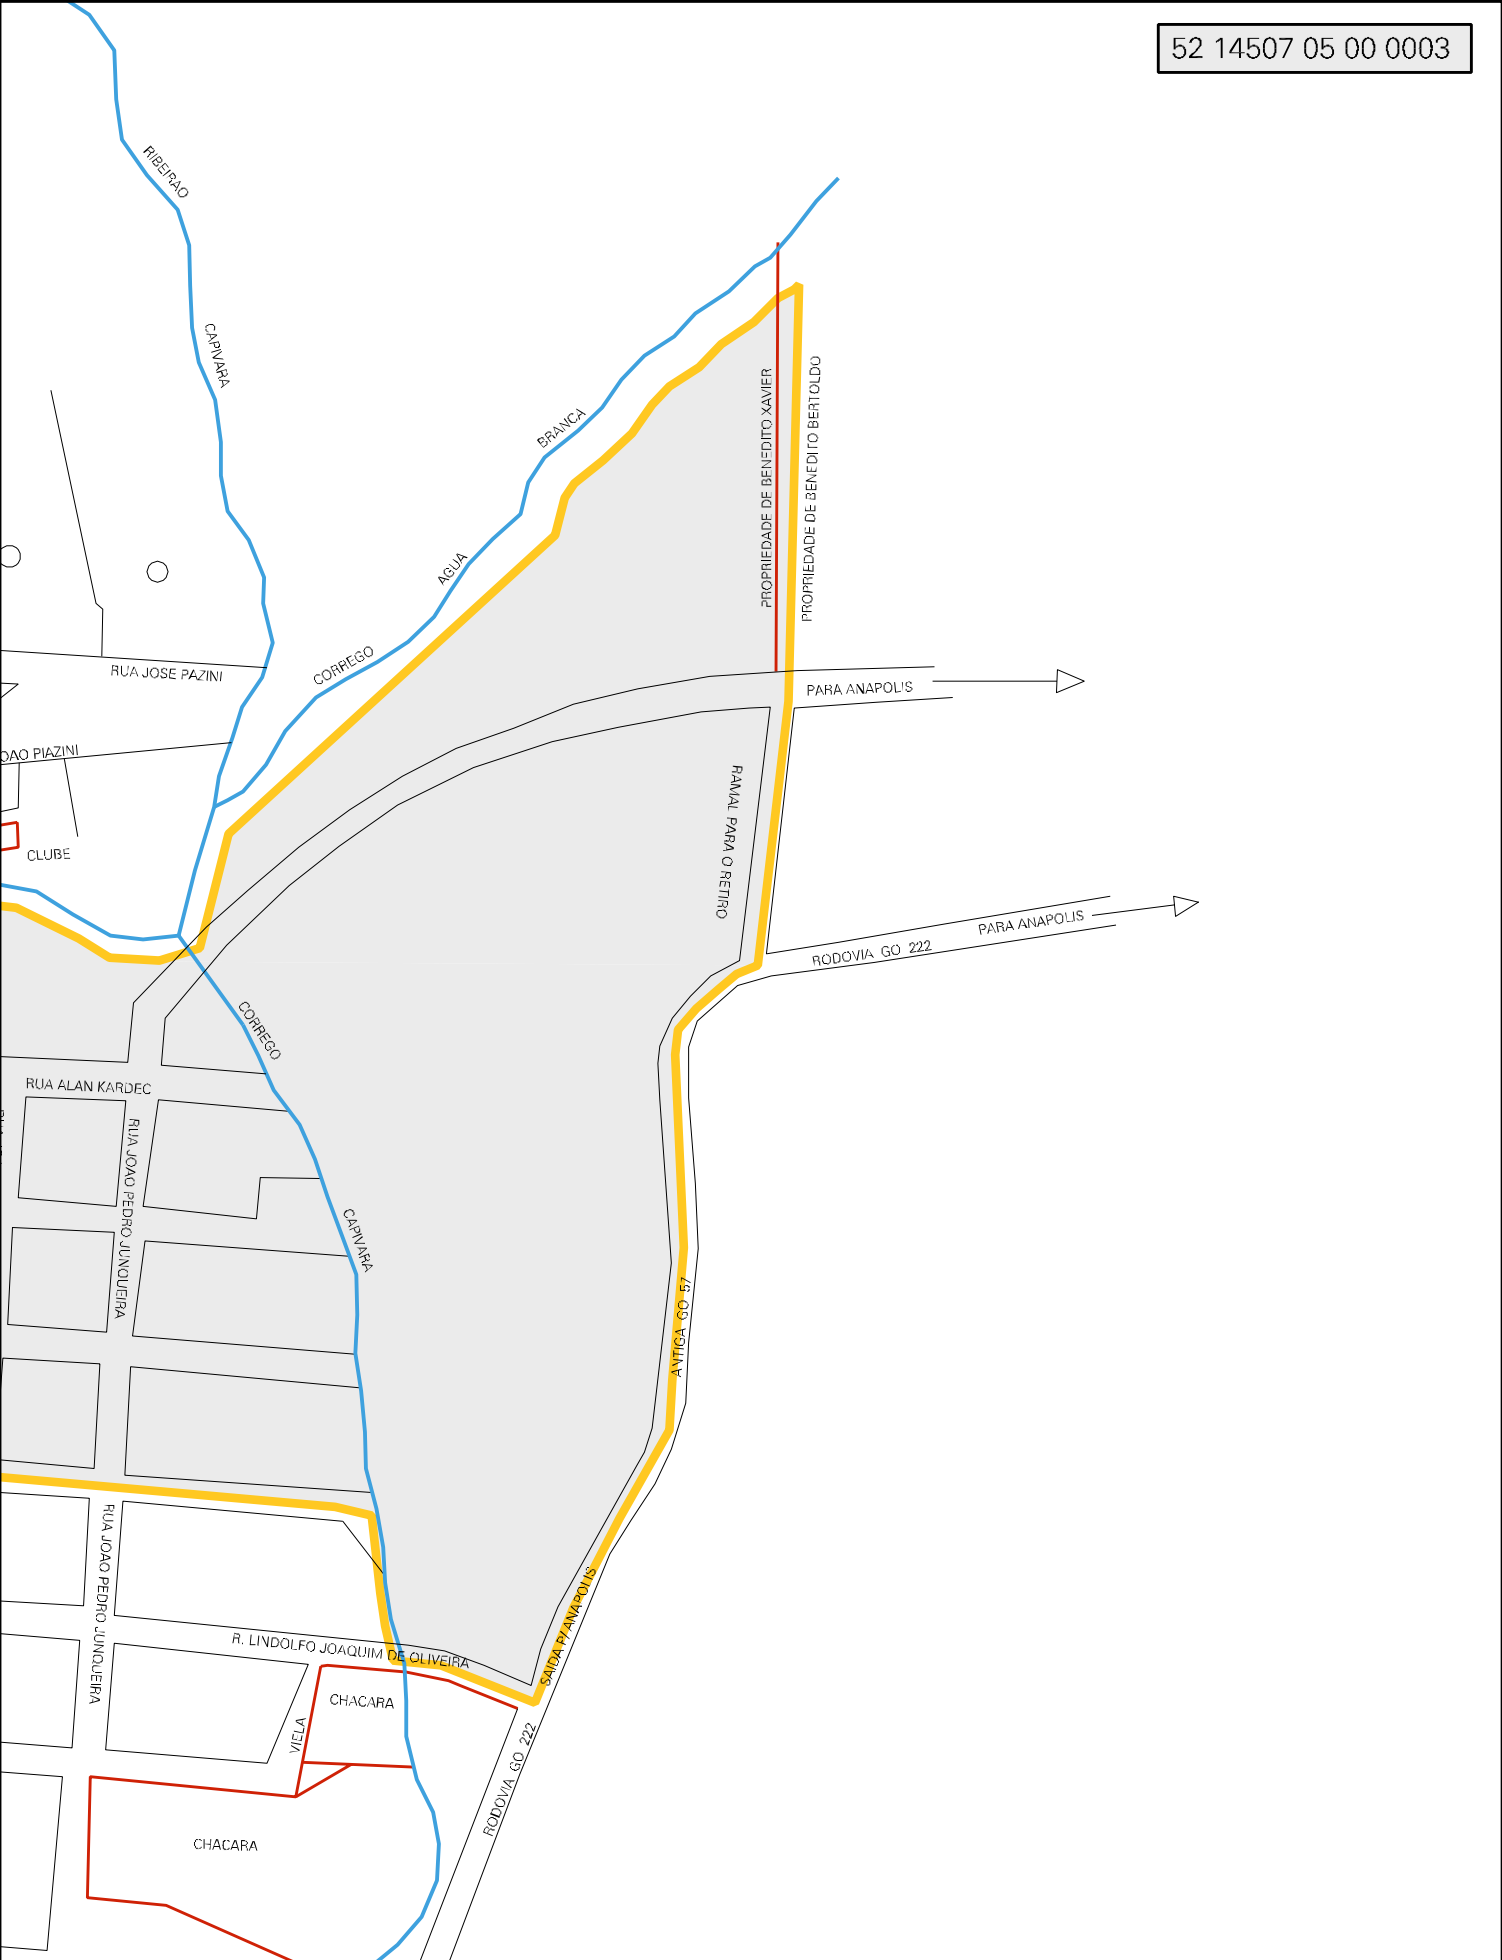 52 14507 05 00 0003
RIBEIRAO
CAPIVARA
BRANCA
AGUA
CORREGO
PROPRIEDADE DE BENEDITO XAVIER
PROPRIEDADE DE BENEDITO BERTOLDO
RUA JOSE PAZINI
PARA ANAPOLIS
OAO PIAZINI
CLUBE
RAMAL PARA O RETIRO
PARA ANAPOLIS
RODOVIA GO 222
CORREGO
RUA ALAN KARDEC
RUA JOAO PEDRO JUNQUEIRA
CAPIVARA
ANTIGA GO 57
RUA JOAO PEDRO JUNQUEIRA
SAIDA P/ ANAPOLIS
R. LINDOLFO JOAQUIM DE OLIVEIRA
CHACARA
VIELA
RODOVIA GO 222
CHACARA